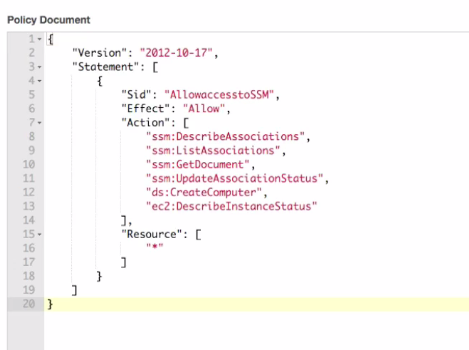 Policy Document
1 {
2 "Version": "2012-10-17",
3 "Statement": [
4 {
5 "Sid": "AllowaccesstoSSM",
6 "Effect": "Allow",
7 "Action": [
8 "ssm:DescribeAssociations",
9 "ssm:ListAssociations",
10 "ssm:GetDocument",
11 "ssm:UpdateAssociationStatus",
12 "ds:CreateComputer",
13 "ec2:DescribeInstanceStatus"
14 ],
15 "Resource": [
16 "*"
17 ]
18 }
19 ]
20 }